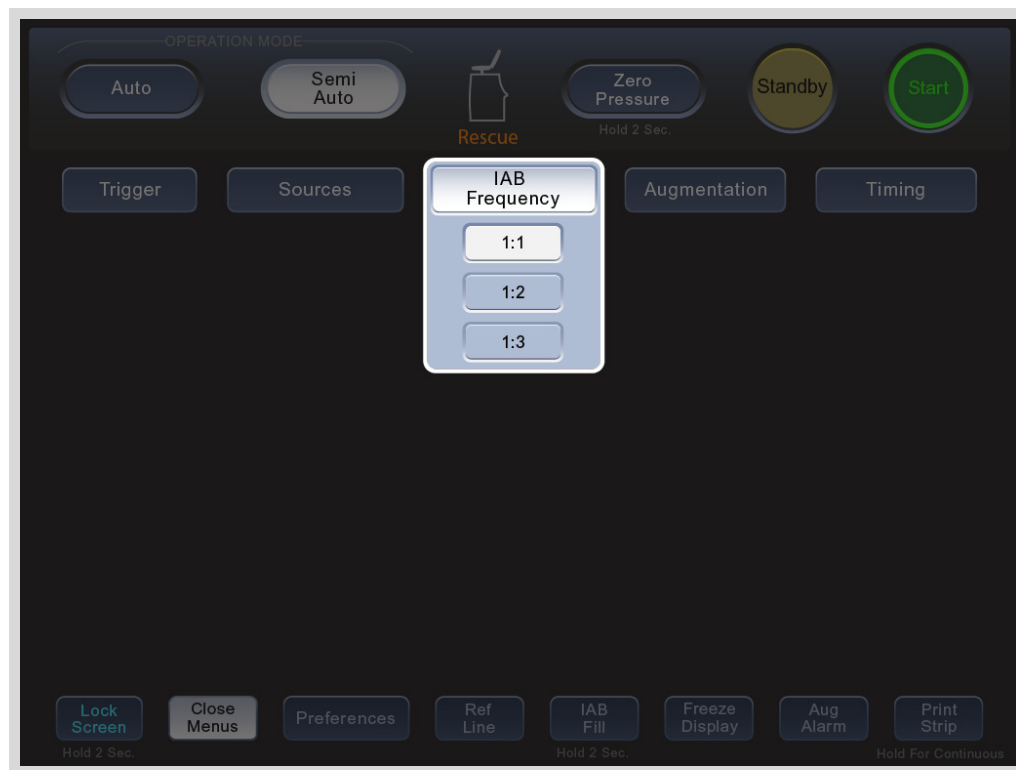 OPERATION MODE
Auto
Semi
Auto
Rescue
Zero
Pressure
Hold 2 Sec.
Standby
Start
Trigger
Sources
IAB
Frequency
Augmentation
Timing
1:1
1:2
1:3
Lock
Screen
Hold 2 Sec.
Close
Menus
Preferences
Ref
Line
IAB
Fill
Hold 2 Sec.
Freeze
Display
Aug
Alarm
Print
Strip
Hold For Continuous